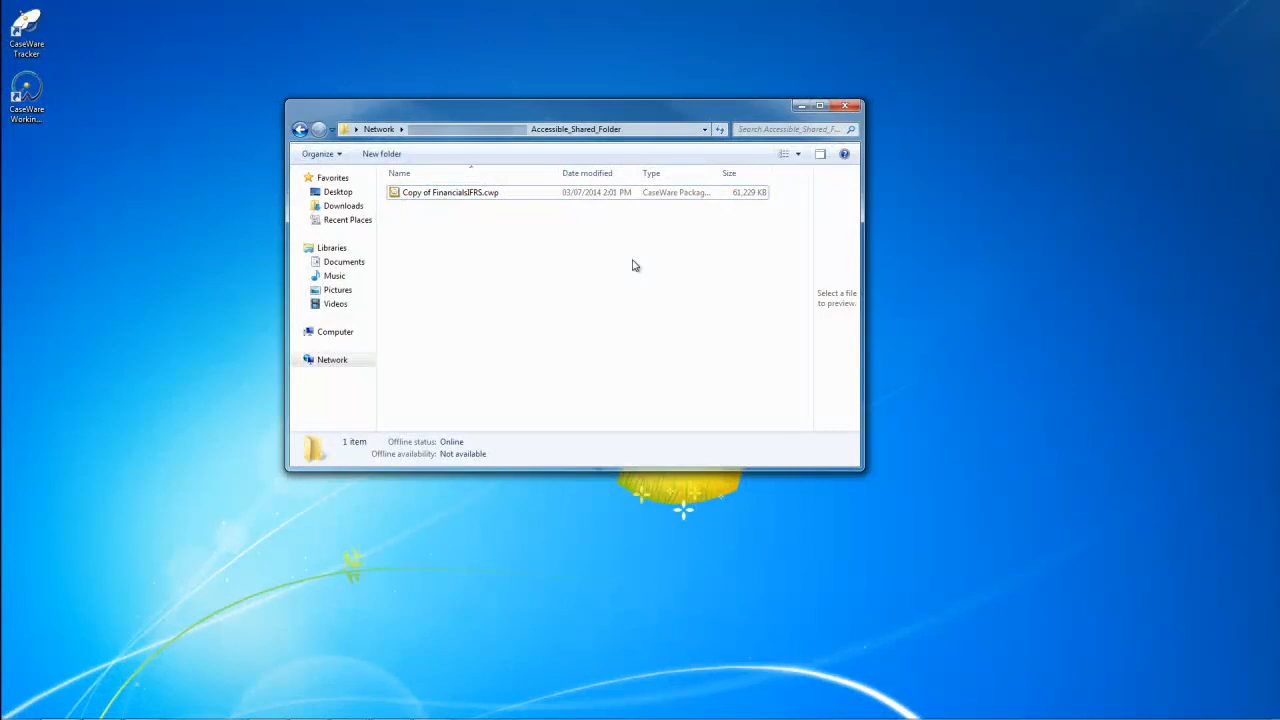 CaseWare
Tracker
CaseWare
Workin...
Network
Accessible_Shared_Folder
Search Accessible_Shared_F...
Organize
New folder
Name
Date modified
Type
Size
Favorites
Desktop
Downloads
Recent Places
Libraries
Documents
Music
Pictures
Videos
Computer
Network
Copy of FinancialsIFRS.cwp
03/07/2014 2:01 PM
CaseWare Packag...
61,229 KB
Select a file
to preview.
1 item
Offline status: Online
Offline availability: Not available